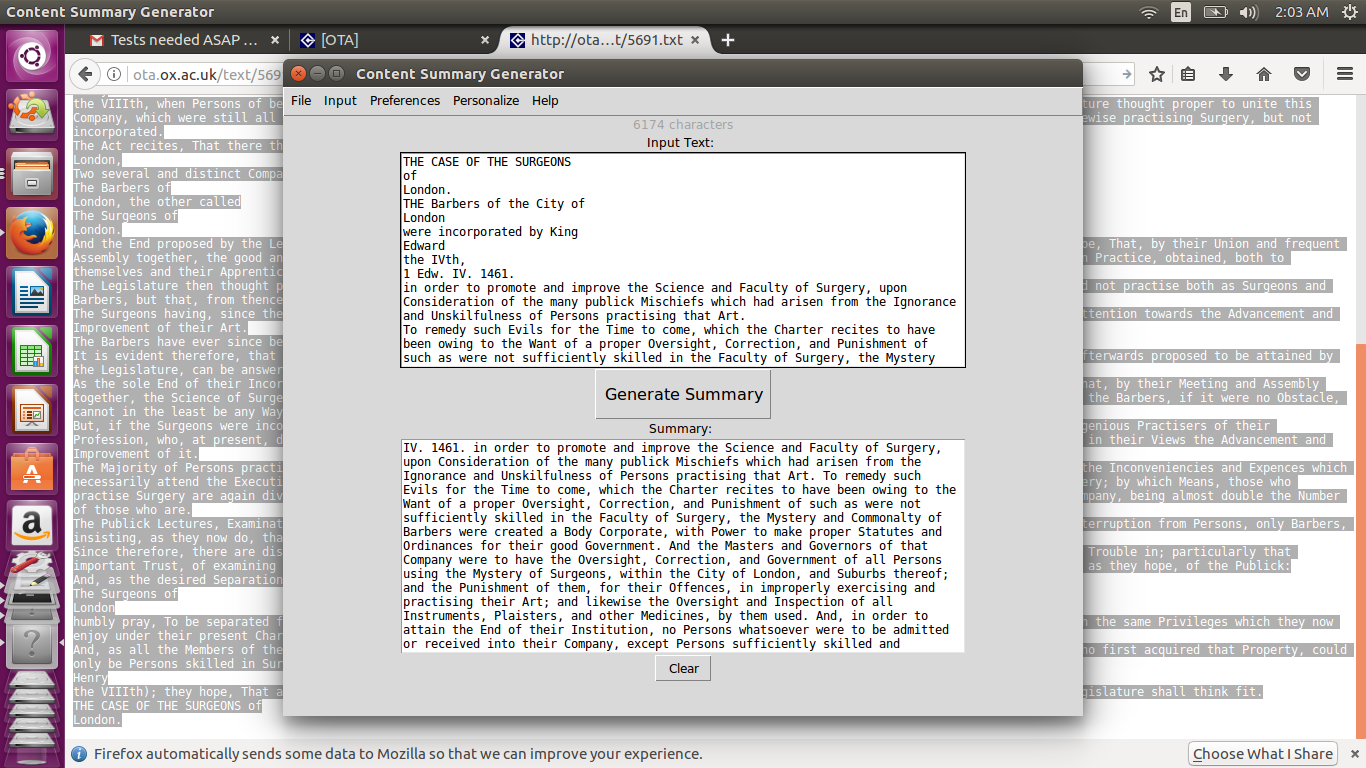 Content Summary Generator
En
2:03 AM
Tests needed ASAP ...
[OTA]
http://ota...t/5691.txt
ota.ox.ac.uk/text/569
Content Summary Generator
File Input Preferences Personalize Help
6174 characters
Input Text:
THE CASE OF THE SURGEONS
of
London.
THE Barbers of the City of
London
were incorporated by King
Edward
the IVth,
1 Edw. IV. 1461.
in order to promote and improve the Science and Faculty of Surgery, upon
Consideration of the many publick Mischiefs which had arisen from the Ignorance
and Unskilfulness of Persons practising that Art.
To remedy such Evils for the Time to come, which the Charter recites to have
been owing to the Want of a proper Oversight, Correction, and Punishment of
such as were not sufficiently skilled in the Faculty of Surgery, the Mystery
Generate Summary
Summary:
IV. 1461. in order to promote and improve the Science and Faculty of Surgery,
upon Consideration of the many publick Mischiefs which had arisen from the
Ignorance and Unskilfulness of Persons practising that Art. To remedy such
Evils for the Time to come, which the Charter recites to have been owing to the
Want of a proper Oversight, Correction, and Punishment of such as were not
sufficiently skilled in the Faculty of Surgery, the Mystery and Commonalty of
Barbers were created a Body Corporate, with Power to make proper Statutes and
Ordinances for their good Government. And the Masters and Governors of that
Company were to have the Oversight, Correction, and Government of all Persons
using the Mystery of Surgeons, within the City of London, and Suburbs thereof;
and the Punishment of them, for their Offences, in improperly exercising and
practising their Art; and likewise the Oversight and Inspection of all
Instruments, Plaisters, and other Medicines, by them used. And, in order to
attain the End of their Institution, no Persons whatsoever were to be admitted
or received into their Company, except Persons sufficiently skilled and
Clear
the VIIIth, when Persons of be
ture thought proper to unite this
Company, which were still all
ewise practising Surgery, but not
incorporated.
The Act recites, That there th
London,
Two several and distinct Compa
The Barbers of
London, the other called
The Surgeons of
London.
And the End proposed by the Le
be, That, by their Union and frequent
Assembly together, the good an
Practice, obtained, both to
themselves and their Apprentic
The Legislature then thought p
d not practise both as Surgeons and
Barbers, but that, from thence
The Surgeons having, since the
ttention towards the Advancement and
Improvement of their Art.
The Barbers have ever since be
It is evident therefore, that
fterwards proposed to be attained by
the Legislature, can be answer
As the sole End of their Incor
hat, by their Meeting and Assembly
together, the Science of Surge
the Barbers, if it were no Obstacle,
cannot in the least be any Way
But, if the Surgeons were inco
genious Practisers of their
Profession, who, at present, d
in their Views the Advancement and
Improvement of it.
The Majority of Persons practi
the Inconveniencies and Expences which
necessarily attend the Executi
ery; by which Means, those who
practise Surgery are again div
mpany, being almost double the Number
of those who are.
The Publick Lectures, Examinat
terruption from Persons, only Barbers,
insisting, as they now do, tha
Since therefore, there are dis
Trouble in; particularly that
important Trust, of examining
as they hope, of the Publick:
And, as the desired Separation
The Surgeons of
London
humbly pray, To be separated f
n the same Privileges which they now
enjoy under their present Char
And, as all the Members of the
ho first acquired that Property, could
only be Persons skilled in Sur
Henry
the VIIIth); they hope, That a
gislature shall think fit.
THE CASE OF THE SURGEONS of
London.
Firefox automatically sends some data to Mozilla so that we can improve your experience.
Choose What I Share